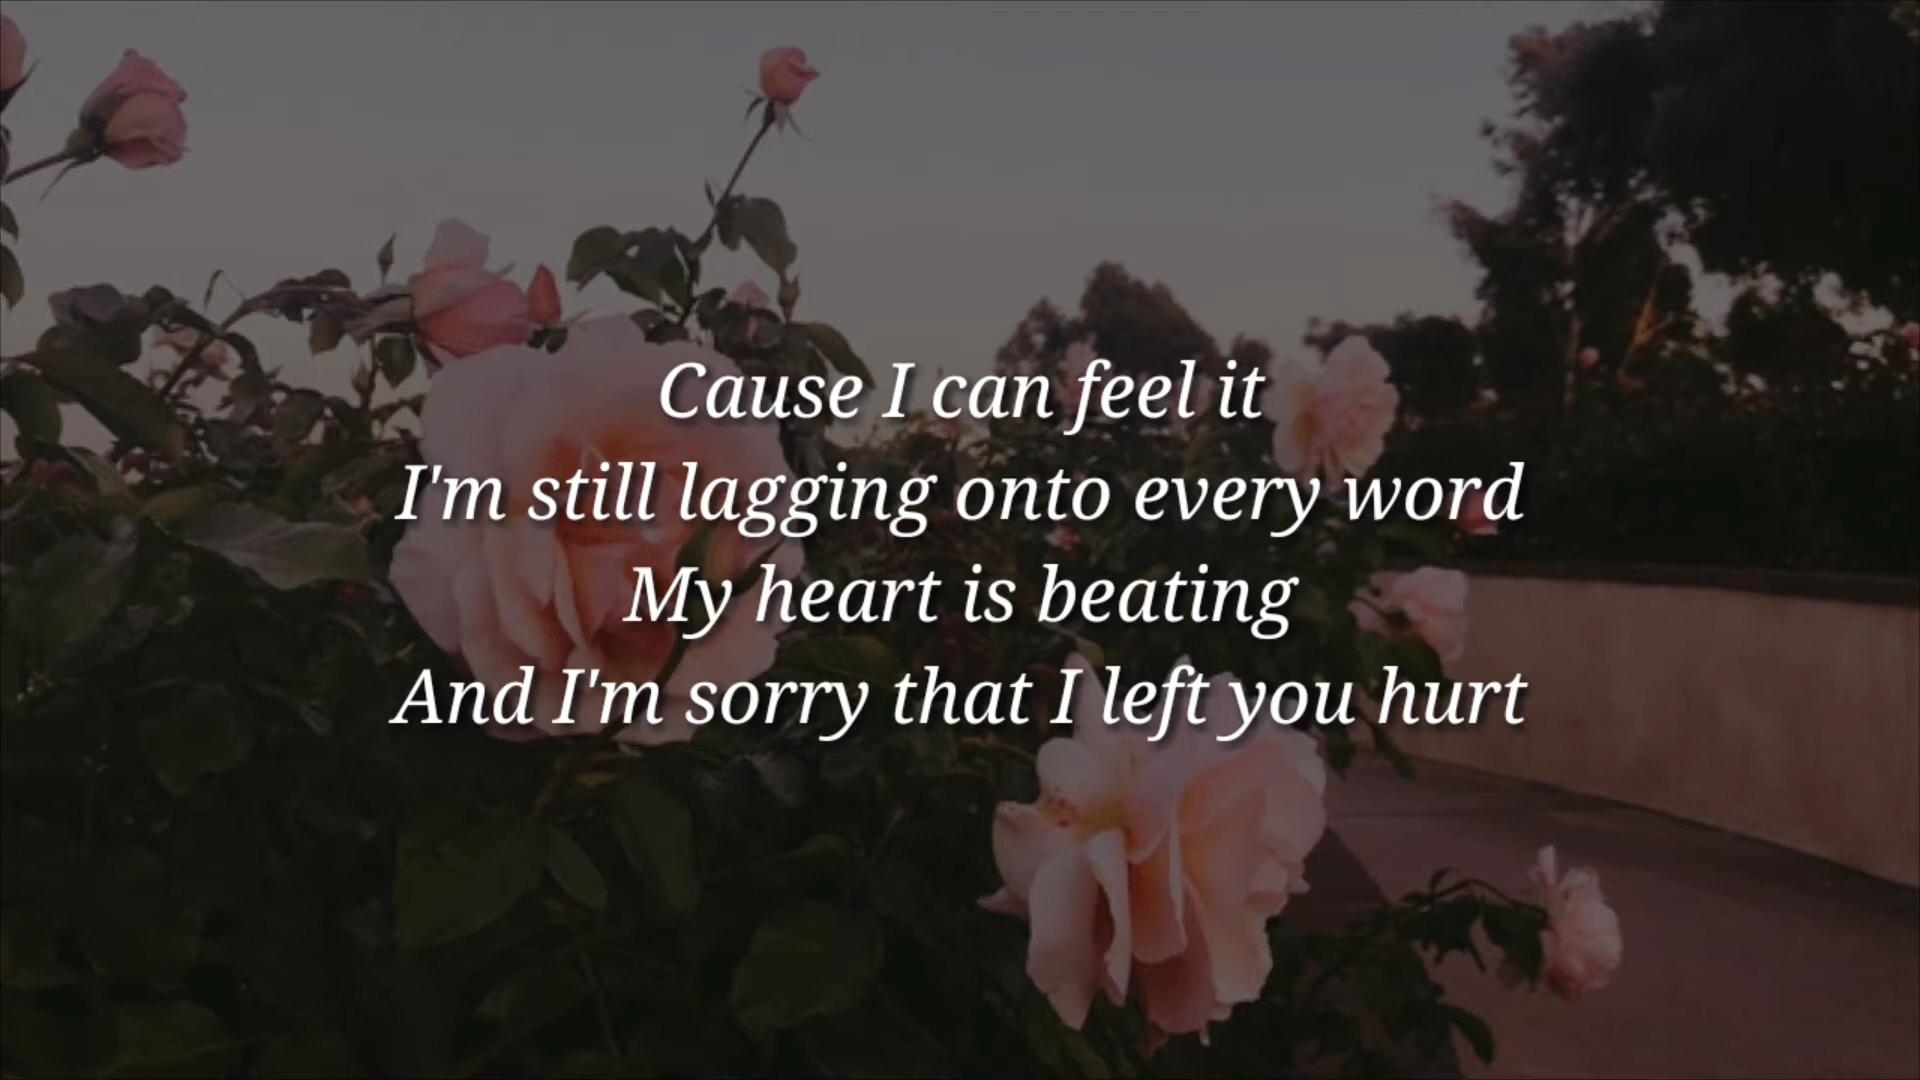 Cause I can feel it
I'm still lagging onto every word
My heart is beating
And I'm sorry that I left you hurt